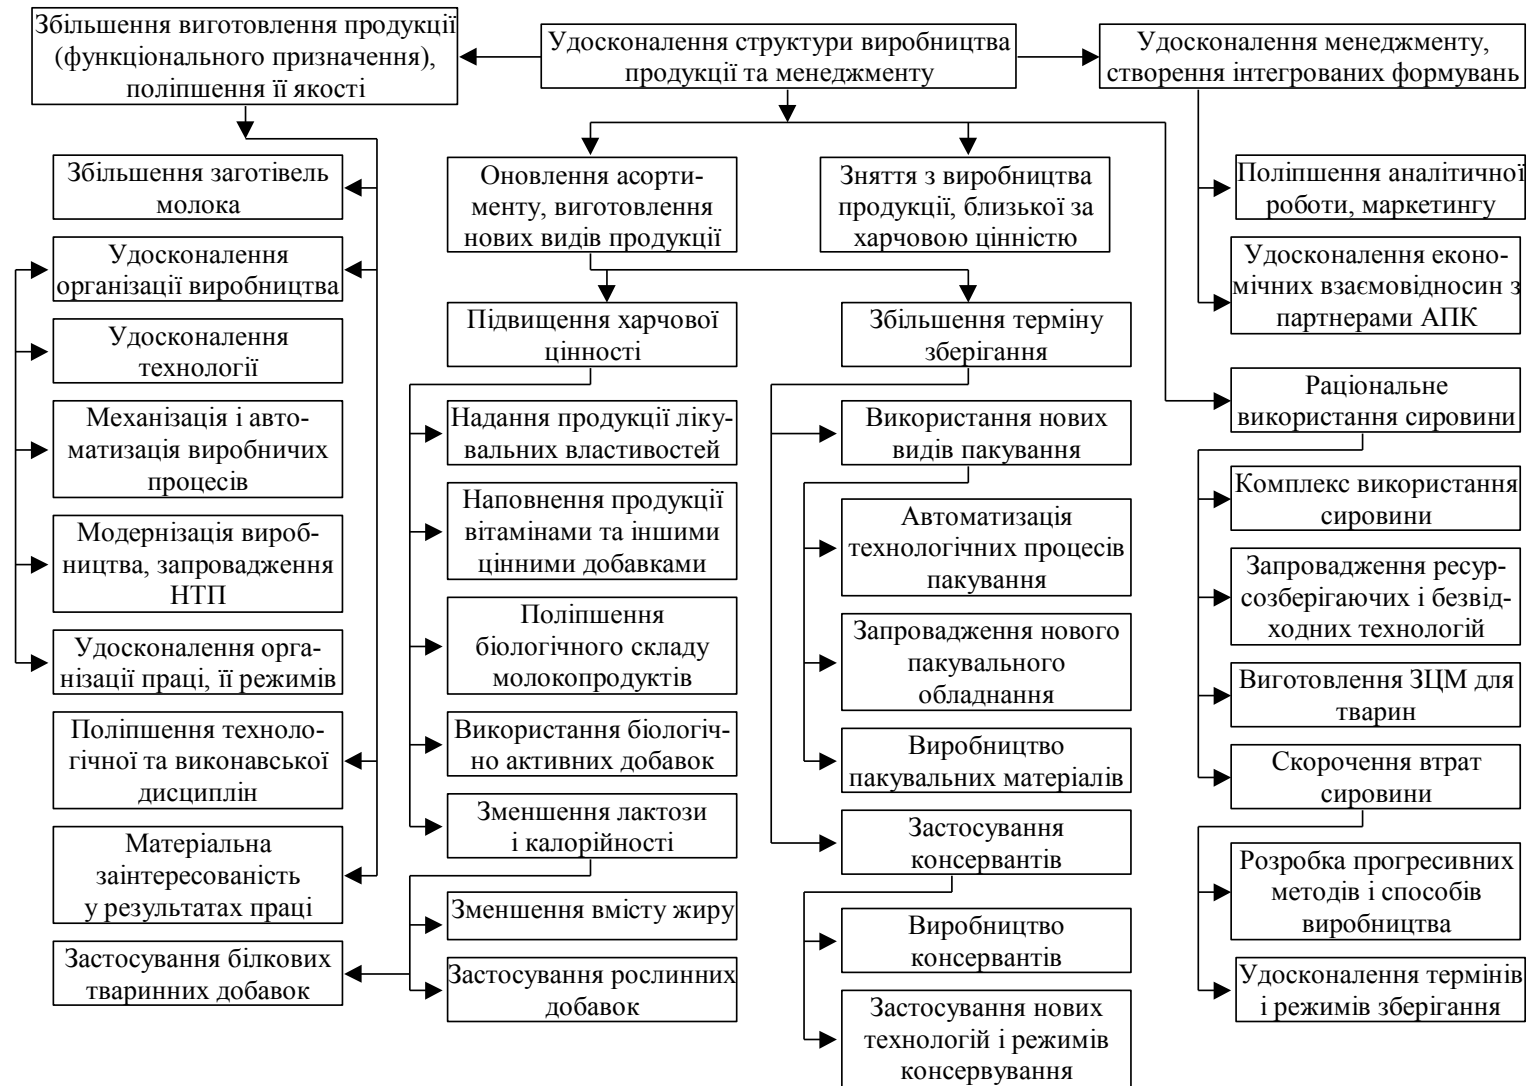 Збільшення виготовлення продукції
(функціонального призначення),
поліпшення її якості
Удосконалення структури виробництва
продукції та менеджменту
Удосконалення менеджменту,
створення інтегрованих формувань
Збільшення заготівель
молока
Удосконалення
організації виробництва
Удосконалення
технології
Механізація і авто-
матизація виробничих
процесів
Модернізація вироб-
ництва, запровадження
НТП
Удосконалення орга-
нізації праці, її режимів
Поліпшення техноло-
гічної та виконавської
дисциплін
Матеріальна
заінтересованість
у результатах праці
Застосування білкових
тваринних добавок
Оновлення асорти-
менту, виготовлення
нових видів продукції
Підвищення харчової
цінності
Надання продукції ліку-
вальних властивостей
Наповнення продукції
вітамінами та іншими
цінними добавками
Поліпшення
біологічного складу
молокопродуктів
Використання біологіч-
но активних добавок
Зменшення лактози
і калорійності
Зменшення вмісту жиру
Застосування рослинних
добавок
Зняття з виробництва
продукції, близької за
харчовою цінністю
Збільшення терміну
зберігання
Використання нових
видів пакування
Автоматизація
технологічних процесів
пакування
Запровадження нового
пакувального
обладнання
Виробництво
пакувальних матеріалів
Застосування
консервантів
Виробництво
консервантів
Застосування нових
технологій і режимів
консервування
Поліпшення аналітичної
роботи, маркетингу
Удосконалення еконо-
мічних взаємовідносин з
партнерами АПК
Раціональне
використання сировини
Комплекс використання
сировини
Запровадження ресур-
созберігаючих і безвід-
ходних технологій
Виготовлення ЗЦМ для
тварин
Скорочення втрат
сировини
Розробка прогресивних
методів і способів
виробництва
Удосконалення термінів
і режимів зберігання